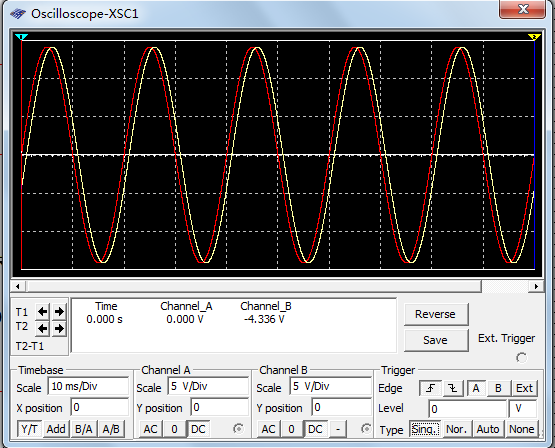 Oscilloscope-XSC1
1
2
T1
T2
T2-T1
Time Channel_A Channel_B
0.000 s 0.000 V -4.336 V
Reverse
Save
Ext. Trigger
Timebase
Scale 10 ms/Div
X position 0
Y/T Add B/A A/B
Channel A
Scale 5 V/Div
Y position 0
AC 0 DC
Channel B
Scale 5 V/Div
Y position 0
AC 0 DC -
Trigger
Edge A B Ext
Level 0 V
Type Sing. Nor. Auto None